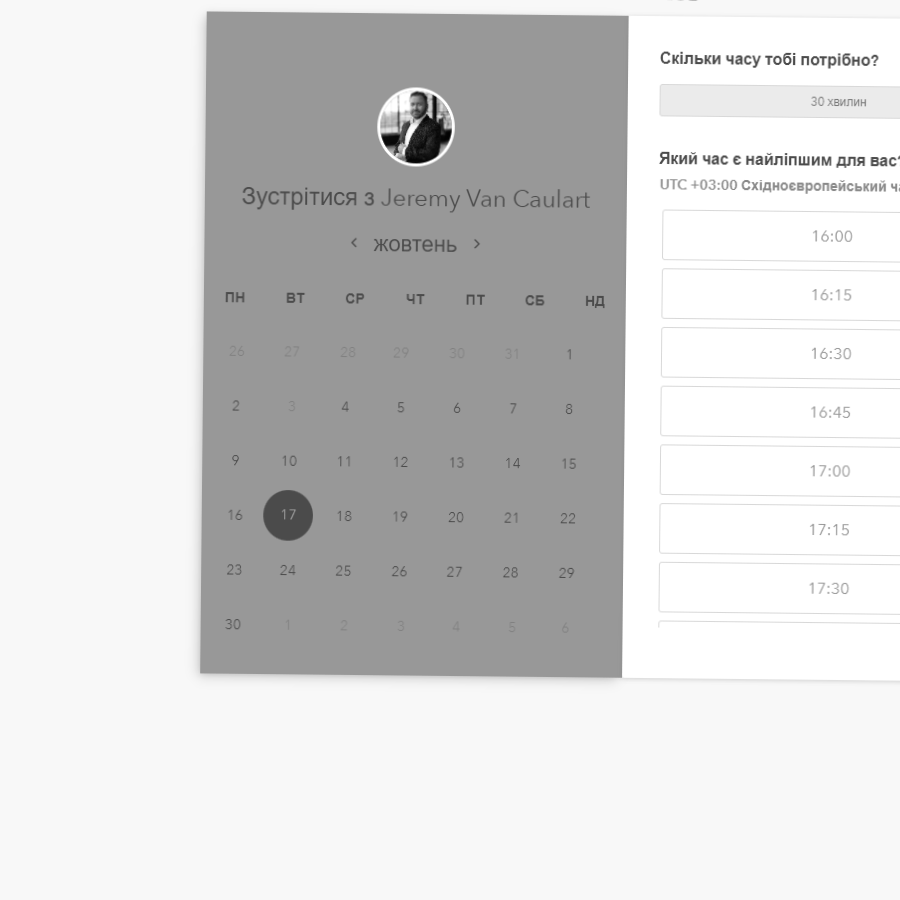 Зустрітися з Jeremy Van Caulart
‹ жовтень ›
ПН ВТ СР ЧТ ПТ СБ НД
26 27 28 29 30 31 1
2 3 4 5 6 7 8
9 10 11 12 13 14 15
16 17 18 19 20 21 22
23 24 25 26 27 28 29
30 1 2 3 4 5 6
Скільки часу тобі потрібно?
30 хвилин
Який час є найліпшим для вас?
UTC +03:00 Східноєвропейський
16:00
16:15
16:30
16:45
17:00
17:15
17:30